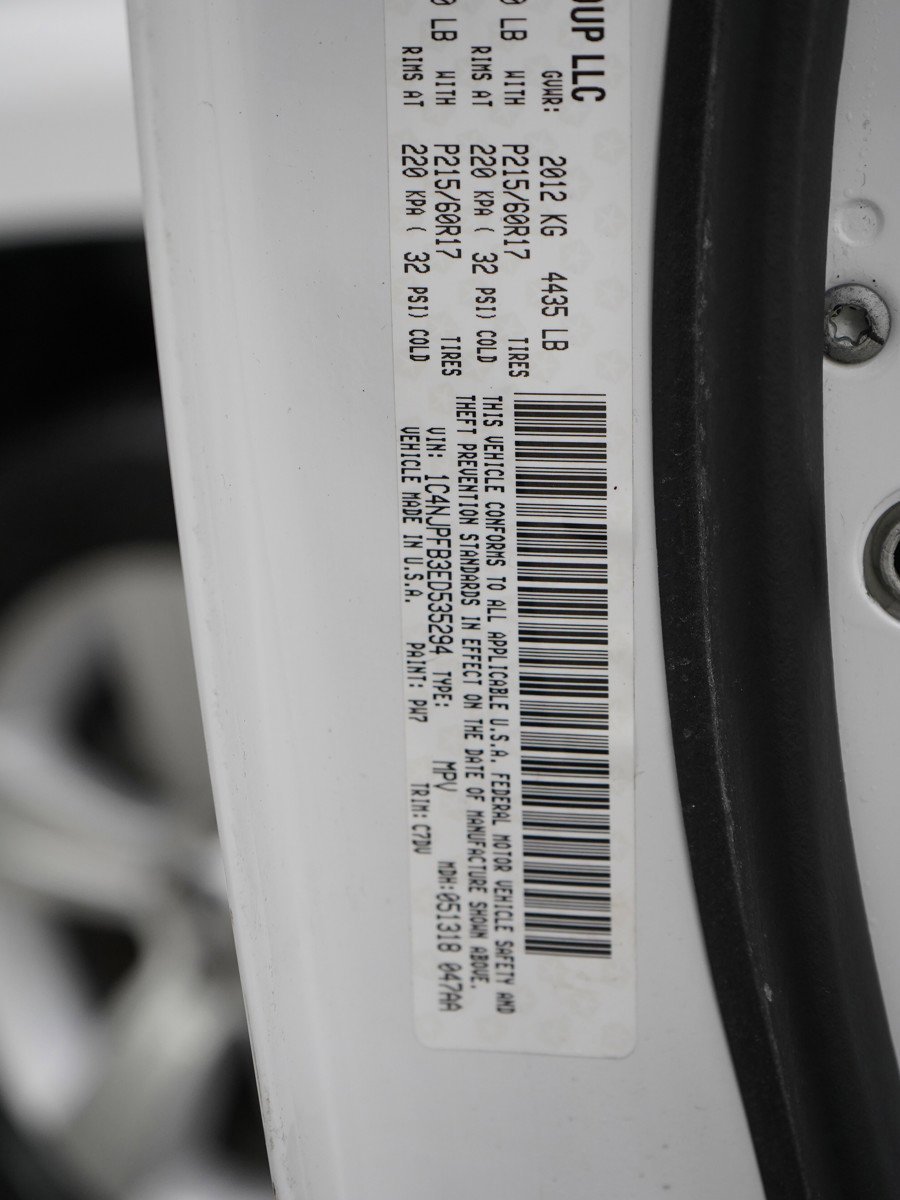 OUP LLC
GVWR: 2012 KG 4435 LB
0 LB WITH P215/60R17 TIRES
RIMS AT 220 KPA ( 32 PSI) COLD
0 LB WITH P215/60R17 TIRES
RIMS AT 220 KPA ( 32 PSI) COLD
THIS VEHICLE CONFORMS TO ALL APPLICABLE U.S.A. FEDERAL MOTOR VEHICLE SAFETY AND
THEFT PREVENTION STANDARDS IN EFFECT ON THE DATE OF MANUFACTURE SHOWN ABOVE.
VIN: 1C4NJPFB3ED535294 TYPE: MPV MDH:051318 047AA
VEHICLE MADE IN U.S.A. PAINT: PW7 TRIM: C7DV